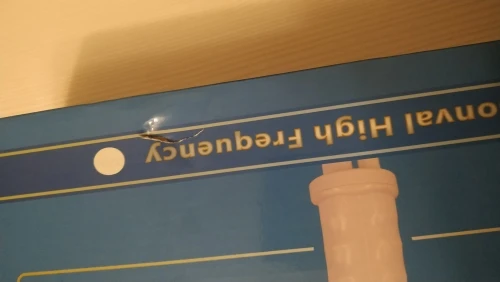 onval High Frequency